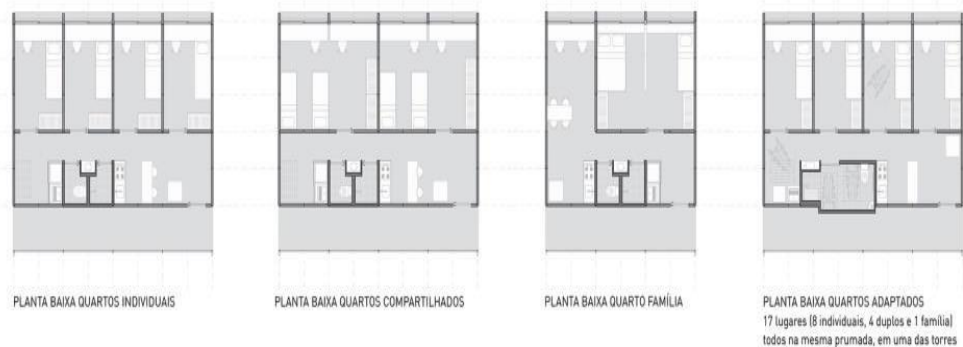 PLANTA BAIXA QUARTOS INDIVIDUAIS
PLANTA BAIXA QUARTOS COMPARTILHADOS
PLANTA BAIXA QUARTO FAMÍLIA
PLANTA BAIXA QUARTOS ADAPTADOS
17 lugares (8 individuais, 4 duplos e 1 família)
todos na mesma prumada, em uma das torres